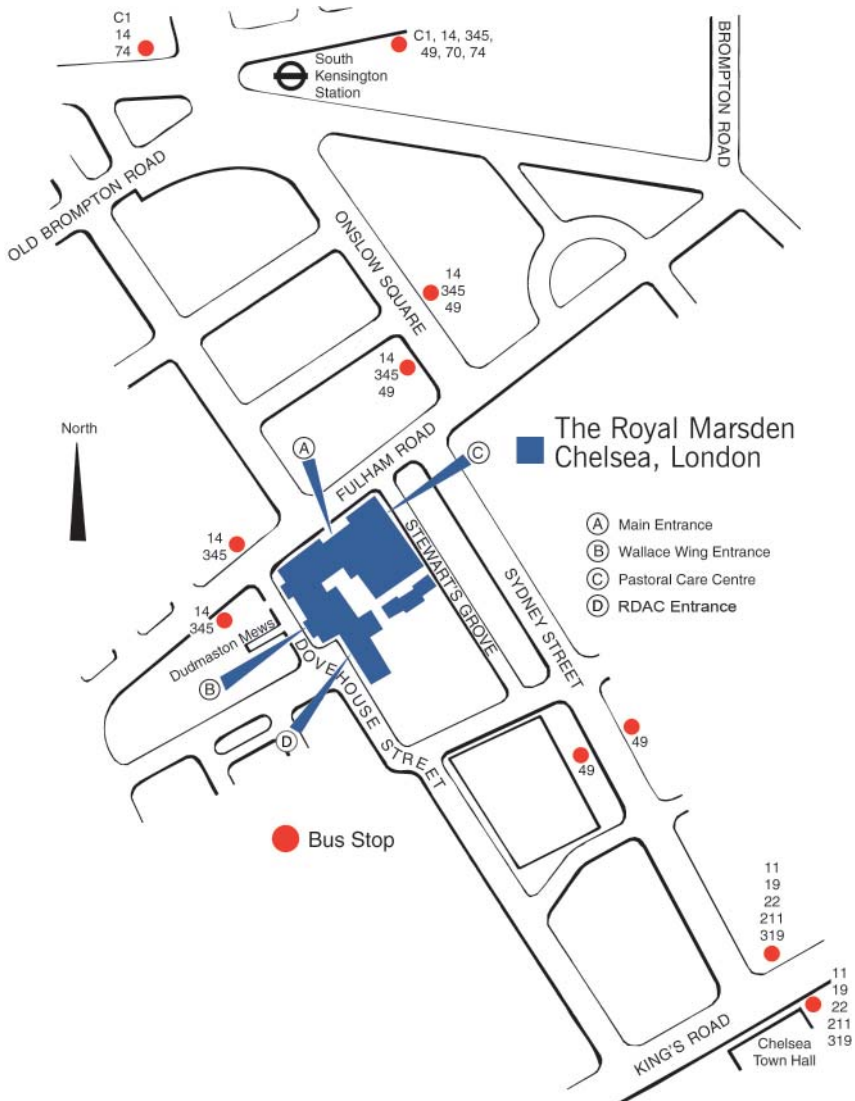 C1
14
74
C1, 14, 345,
49, 70, 74
South
Kensington
Station
BROMPTON ROAD
OLD BROMPTON ROAD
ONSLOW SQUARE
14
345
49
14
345
49
North
FULHAM ROAD
The Royal Marsden
Chelsea, London
A
C
A Main Entrance
B Wallace Wing Entrance
C Pastoral Care Centre
D RDAC Entrance
14
345
STEWART'S GROVE
SYDNEY STREET
14
345
Dudmaston Mews
B
DOVEHOUSE STREET
D
49
49
Bus Stop
11
19
22
211
319
11
19
22
211
319
KING'S ROAD
Chelsea
Town Hall